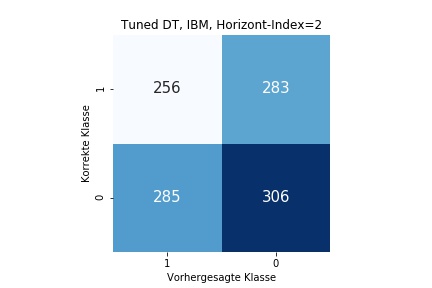 Tuned DT, IBM, Horizont-Index=2
Korrekte Klasse
1
256
283
0
285
306
1
0
Vorhergesagte Klasse